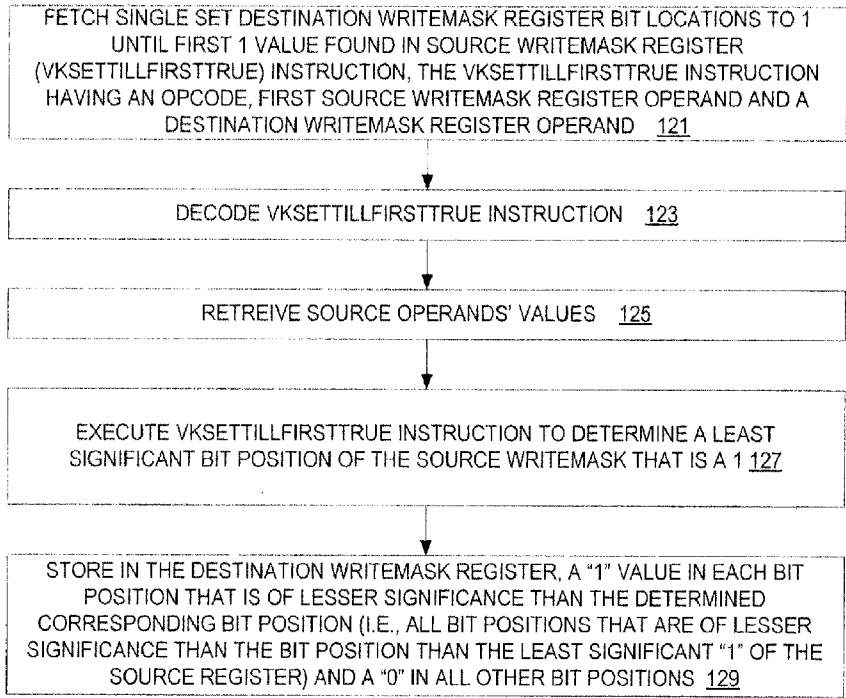 FETCH SINGLE SET DESTINATION WRITEMASK REGISTER BIT LOCATIONS TO 1
UNTIL FIRST 1 VALUE FOUND IN SOURCE WRITEMASK REGISTER
(VKSETTILLFIRSTTRUE) INSTRUCTION, THE VKSETTILLFIRSTTRUE INSTRUCTION
HAVING AN OPCODE, FIRST SOURCE WRITEMASK REGISTER OPERAND AND A
DESTINATION WRITEMASK REGISTER OPERAND 121
DECODE VKSETTILLFIRSTTRUE INSTRUCTION 123
RETREIVE SOURCE OPERANDS' VALUES 125
EXECUTE VKSETTILLFIRSTTRUE INSTRUCTION TO DETERMINE A LEAST
SIGNIFICANT BIT POSITION OF THE SOURCE WRITEMASK THAT IS A 1 127
STORE IN THE DESTINATION WRITEMASK REGISTER, A “1” VALUE IN EACH BIT
POSITION THAT IS OF LESSER SIGNIFICANCE THAN THE DETERMINED
CORRESPONDING BIT POSITION (I.E., ALL BIT POSITIONS THAT ARE OF LESSER
SIGNIFICANCE THAN THE BIT POSITION THAN THE LEAST SIGNIFICANT “1” OF THE
SOURCE REGISTER) AND A “0” IN ALL OTHER BIT POSITIONS 129